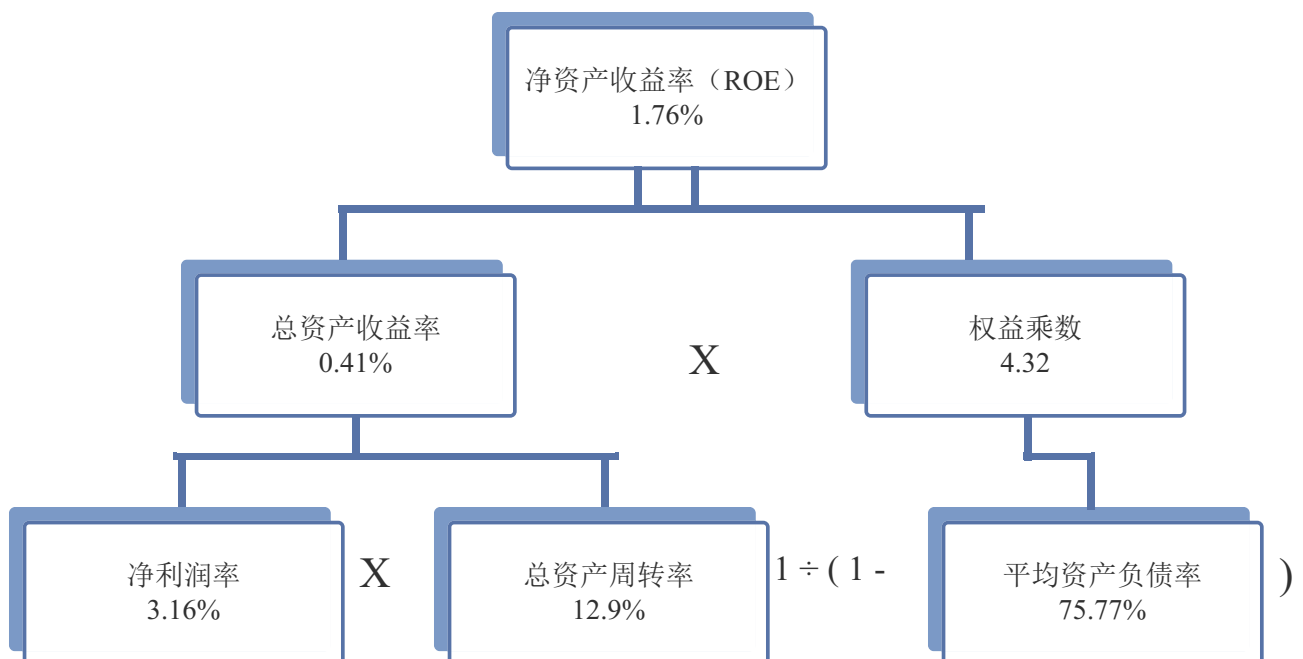 净资产收益率（ROE）
1.76%
总资产收益率
0.41%
X
权益乘数
4.32
净利润率
3.16%
X
总资产周转率
12.9%
1 ÷ ( 1 -
平均资产负债率
75.77%
)